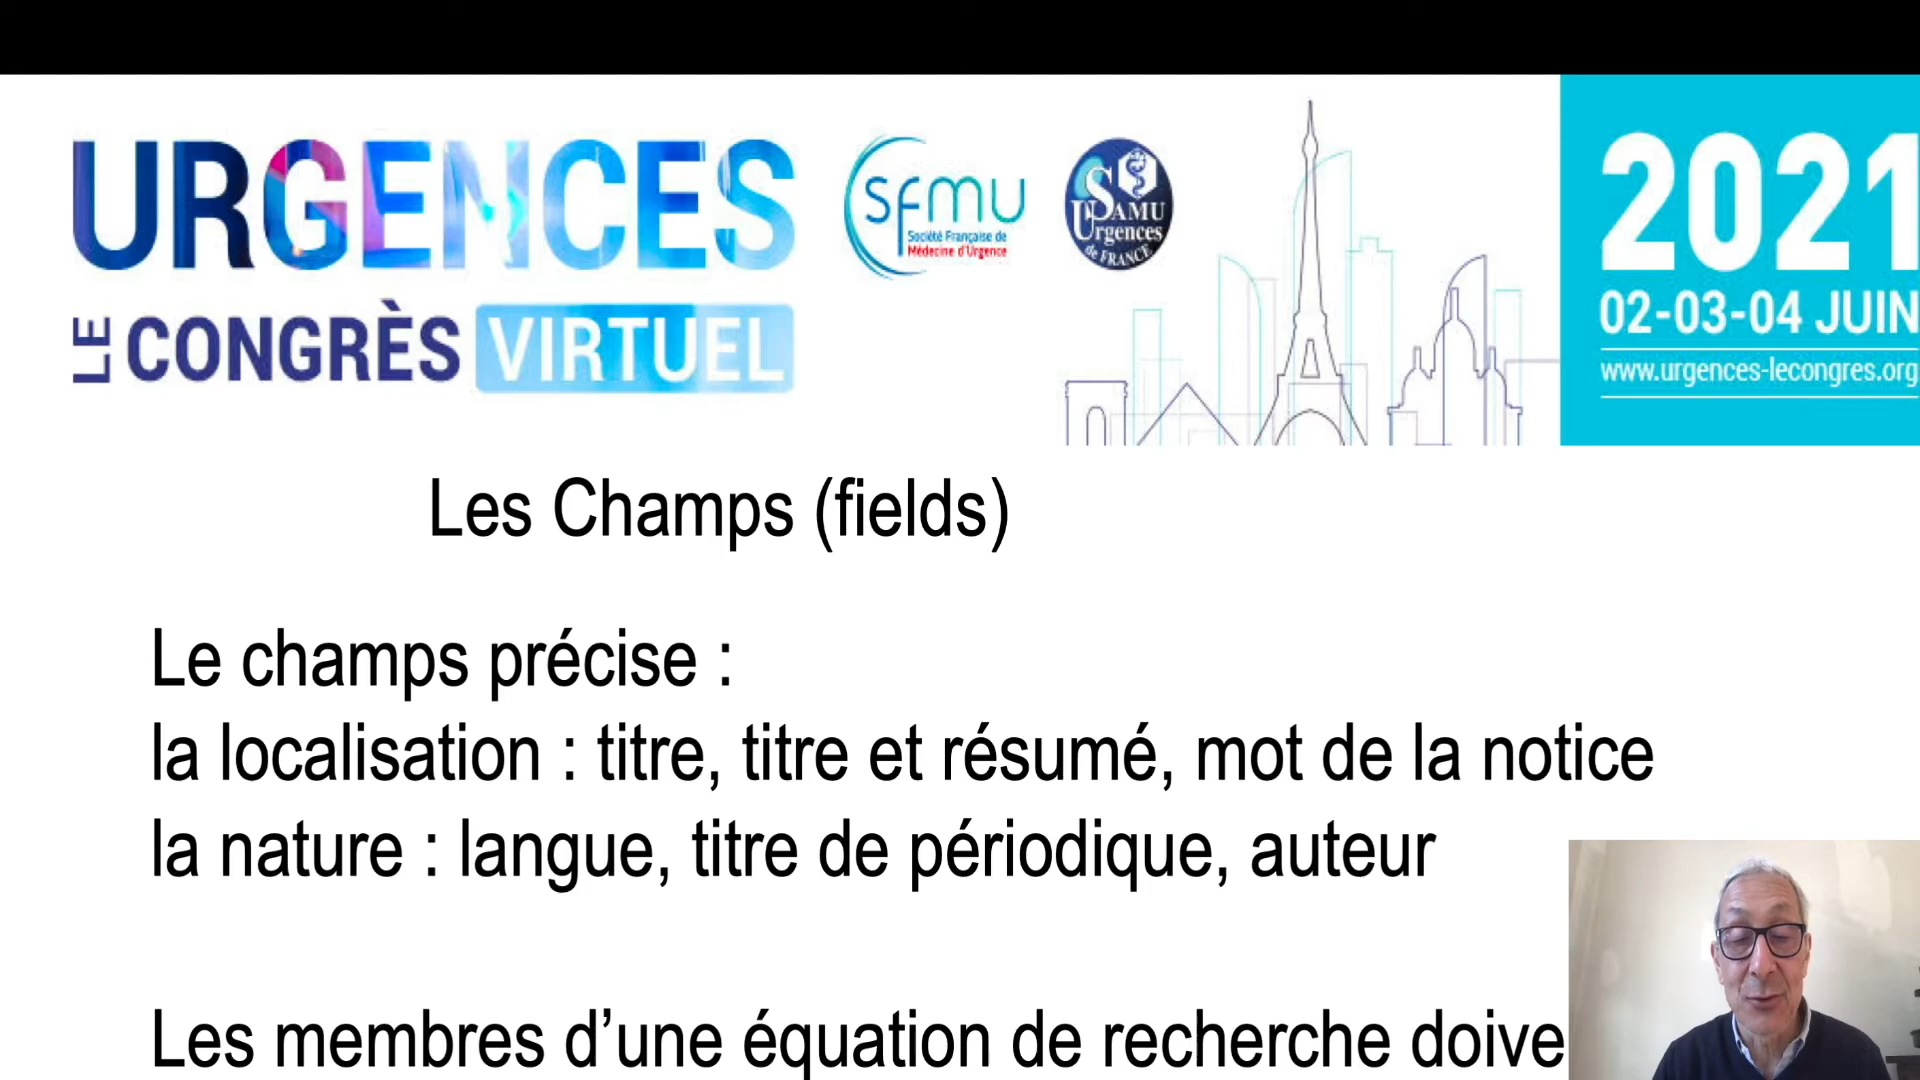 URGENCES
LE CONGRÈS VIRTUEL
sfmu
Société Française de
Médecine d'Urgence
SAMU
Urgences
de FRANCE
2021
02-03-04 JUIN
www.urgences-lecongres.org
Les Champs (fields)
Le champs précise :
la localisation : titre, titre et résumé, mot de la notice
la nature : langue, titre de périodique, auteur
Les membres d’une équation de recherche doive